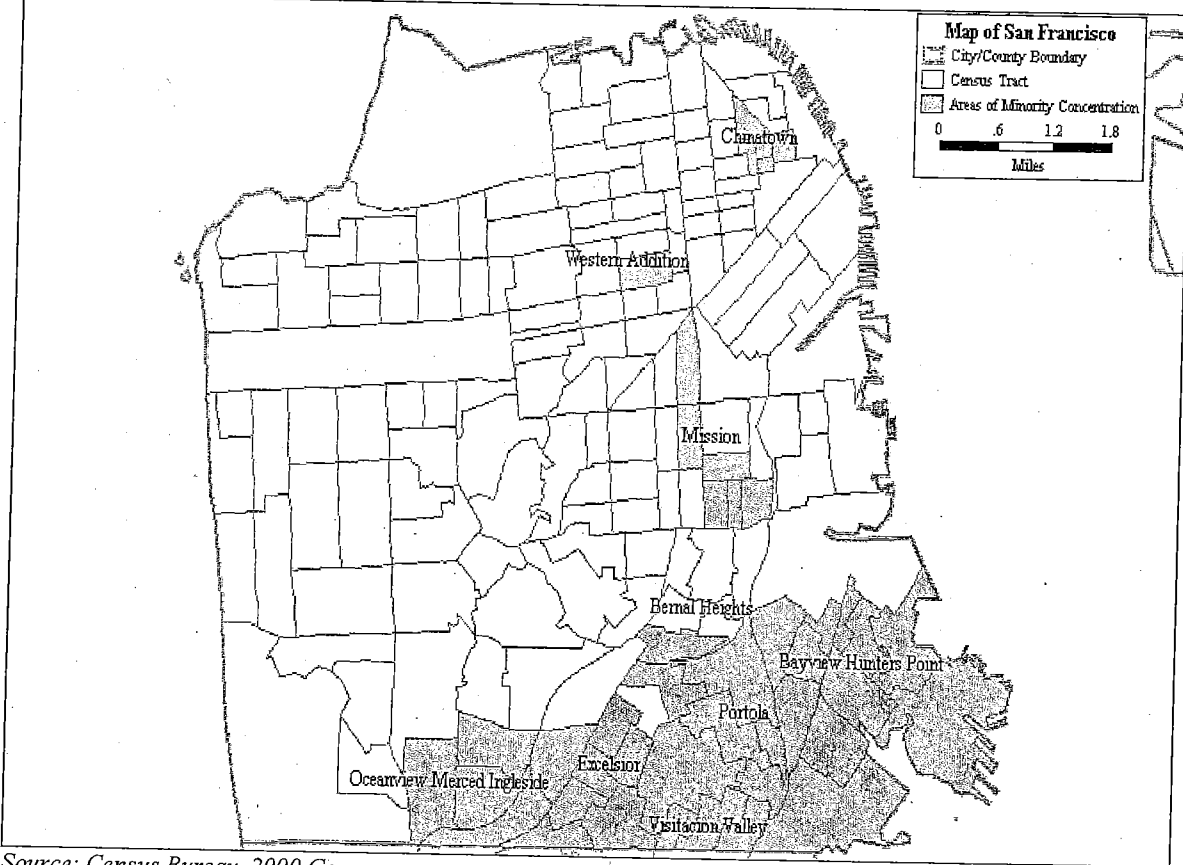 Map of San Francisco
City/County Boundary
Census Tract
Areas of Minority Concentration
0 .6 1.2 1.8
Miles
Chinatown
Western Addition
Mission
Bernal Heights
Bayview Hunters Point
Portola
Excelsior
Oceanview Merced Ingleside
Visitacion Valley
Source: Census Bureau, 2000